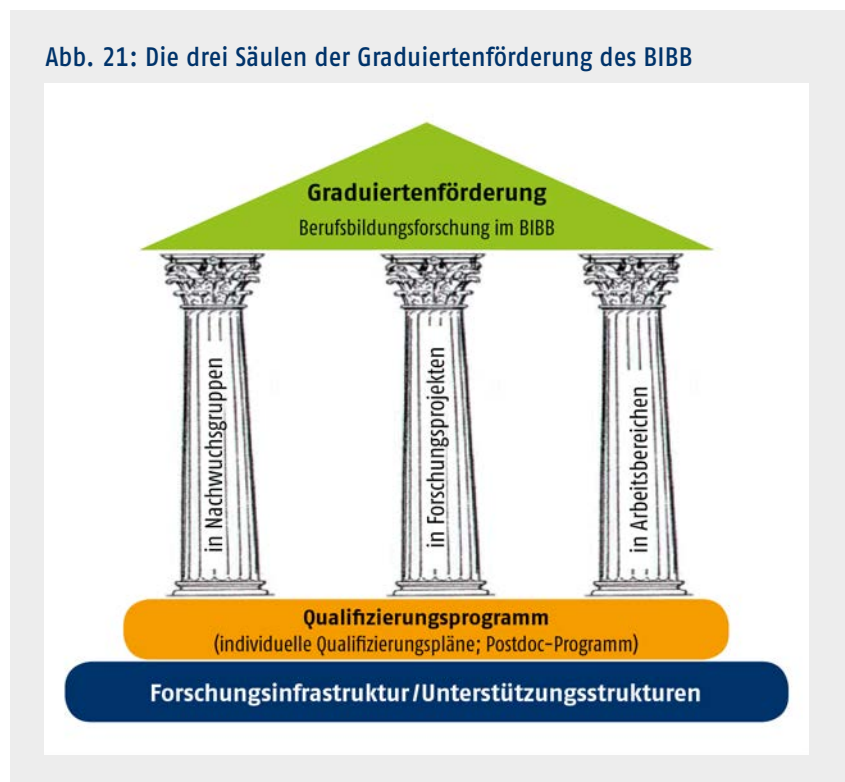 Abb. 21: Die drei Säulen der Graduiertenförderung des BIBB
Graduiertenförderung
Berufsbildungsforschung im BIBB
in Nachwuchsgruppen
in Forschungsprojekten
in Arbeitsbereichen
Qualifizierungsprogramm
(individuelle Qualifizierungspläne; Postdoc-Programm)
Forschungsinfrastruktur/Unterstützungsstrukturen